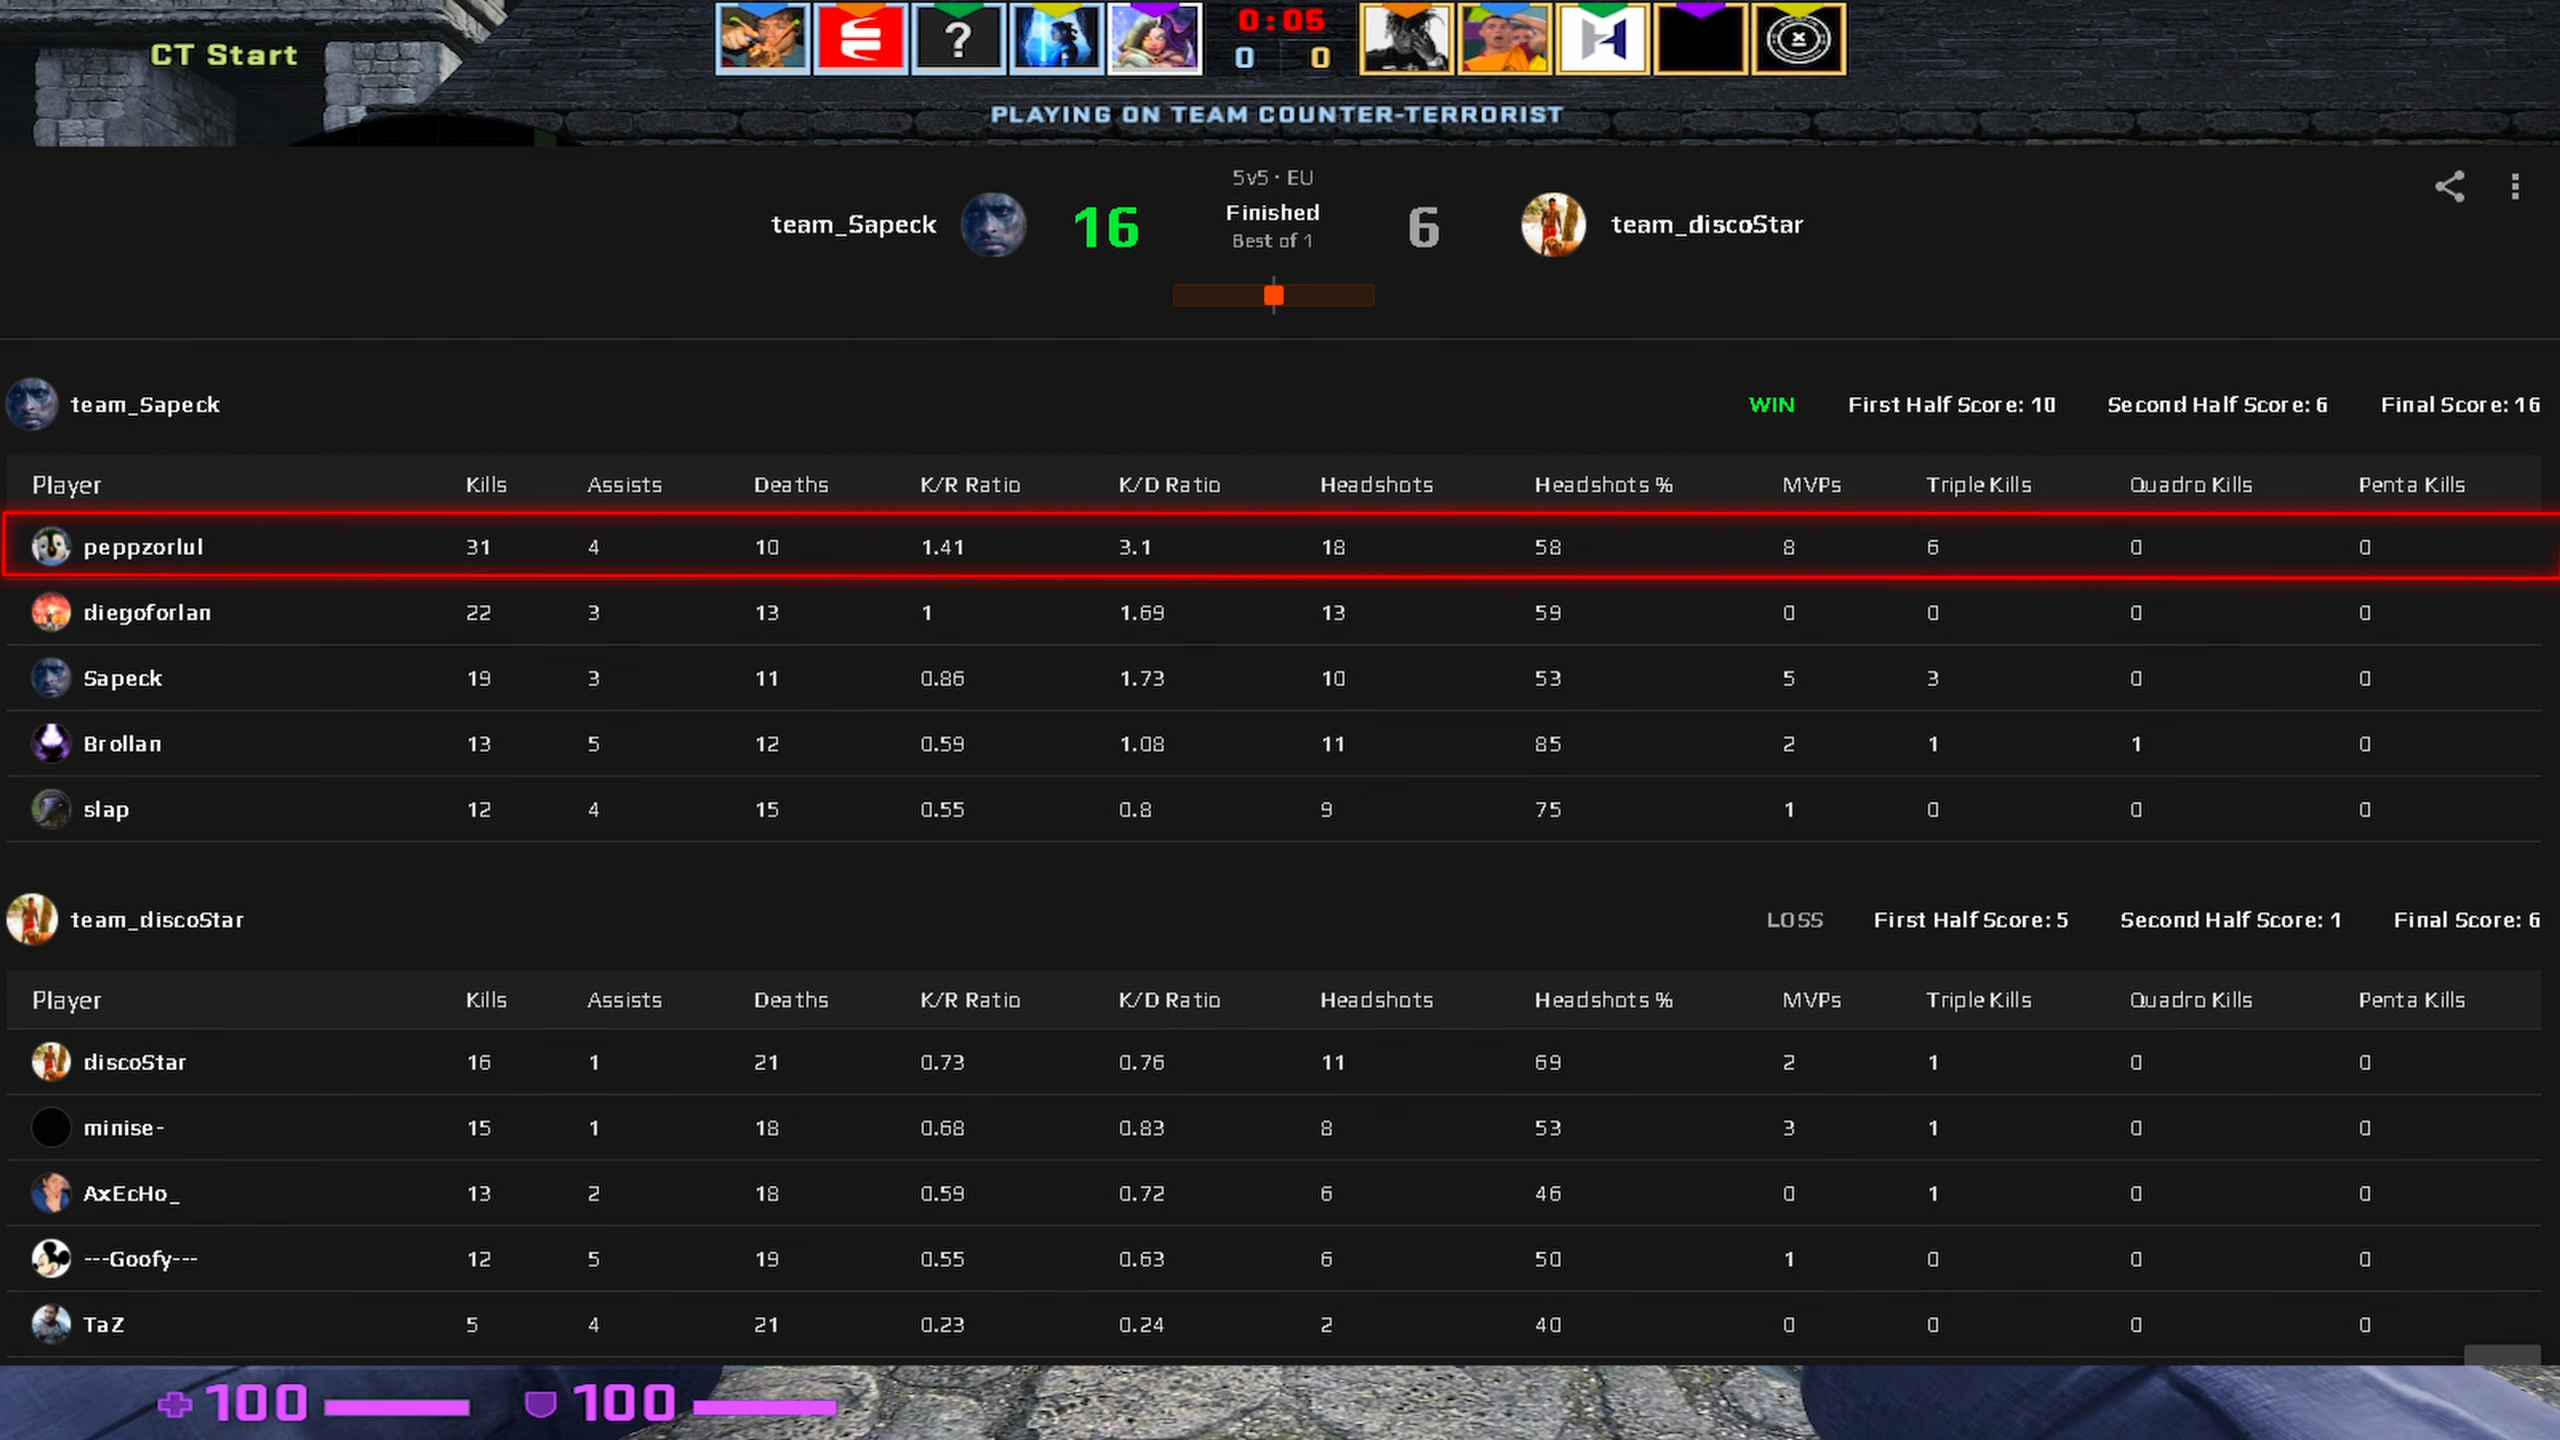 CT Start
?
0:05
0 0
PLAYING ON TEAM COUNTER-TERRORIST
5v5 · EU
team_Sapeck 16 Finished 6 team_discoStar
Best of 1
team_Sapeck WIN First Half Score: 10 Second Half Score: 6 Final Score: 16
Player Kills Assists Deaths K/R Ratio K/D Ratio Headshots Headshots % MVPs Triple Kills Quadro Kills Penta Kills
peppzorlul 31 4 10 1.41 3.1 18 58 8 6 0 0
diegoforlan 22 3 13 1 1.69 13 59 0 0 0 0
Sapeck 19 3 11 0.86 1.73 10 53 5 3 0 0
Brollan 13 5 12 0.59 1.08 11 85 2 1 1 0
slap 12 4 15 0.55 0.8 9 75 1 0 0 0
team_discoStar LOSS First Half Score: 5 Second Half Score: 1 Final Score: 6
Player Kills Assists Deaths K/R Ratio K/D Ratio Headshots Headshots % MVPs Triple Kills Quadro Kills Penta Kills
discoStar 16 1 21 0.73 0.76 11 69 2 1 0 0
minise- 15 1 18 0.68 0.83 8 53 3 1 0 0
AxEcHo_ 13 2 18 0.59 0.72 6 46 0 1 0 0
---Goofy--- 12 5 19 0.55 0.63 6 50 1 0 0 0
TaZ 5 4 21 0.23 0.24 2 40 0 0 0 0
100 100